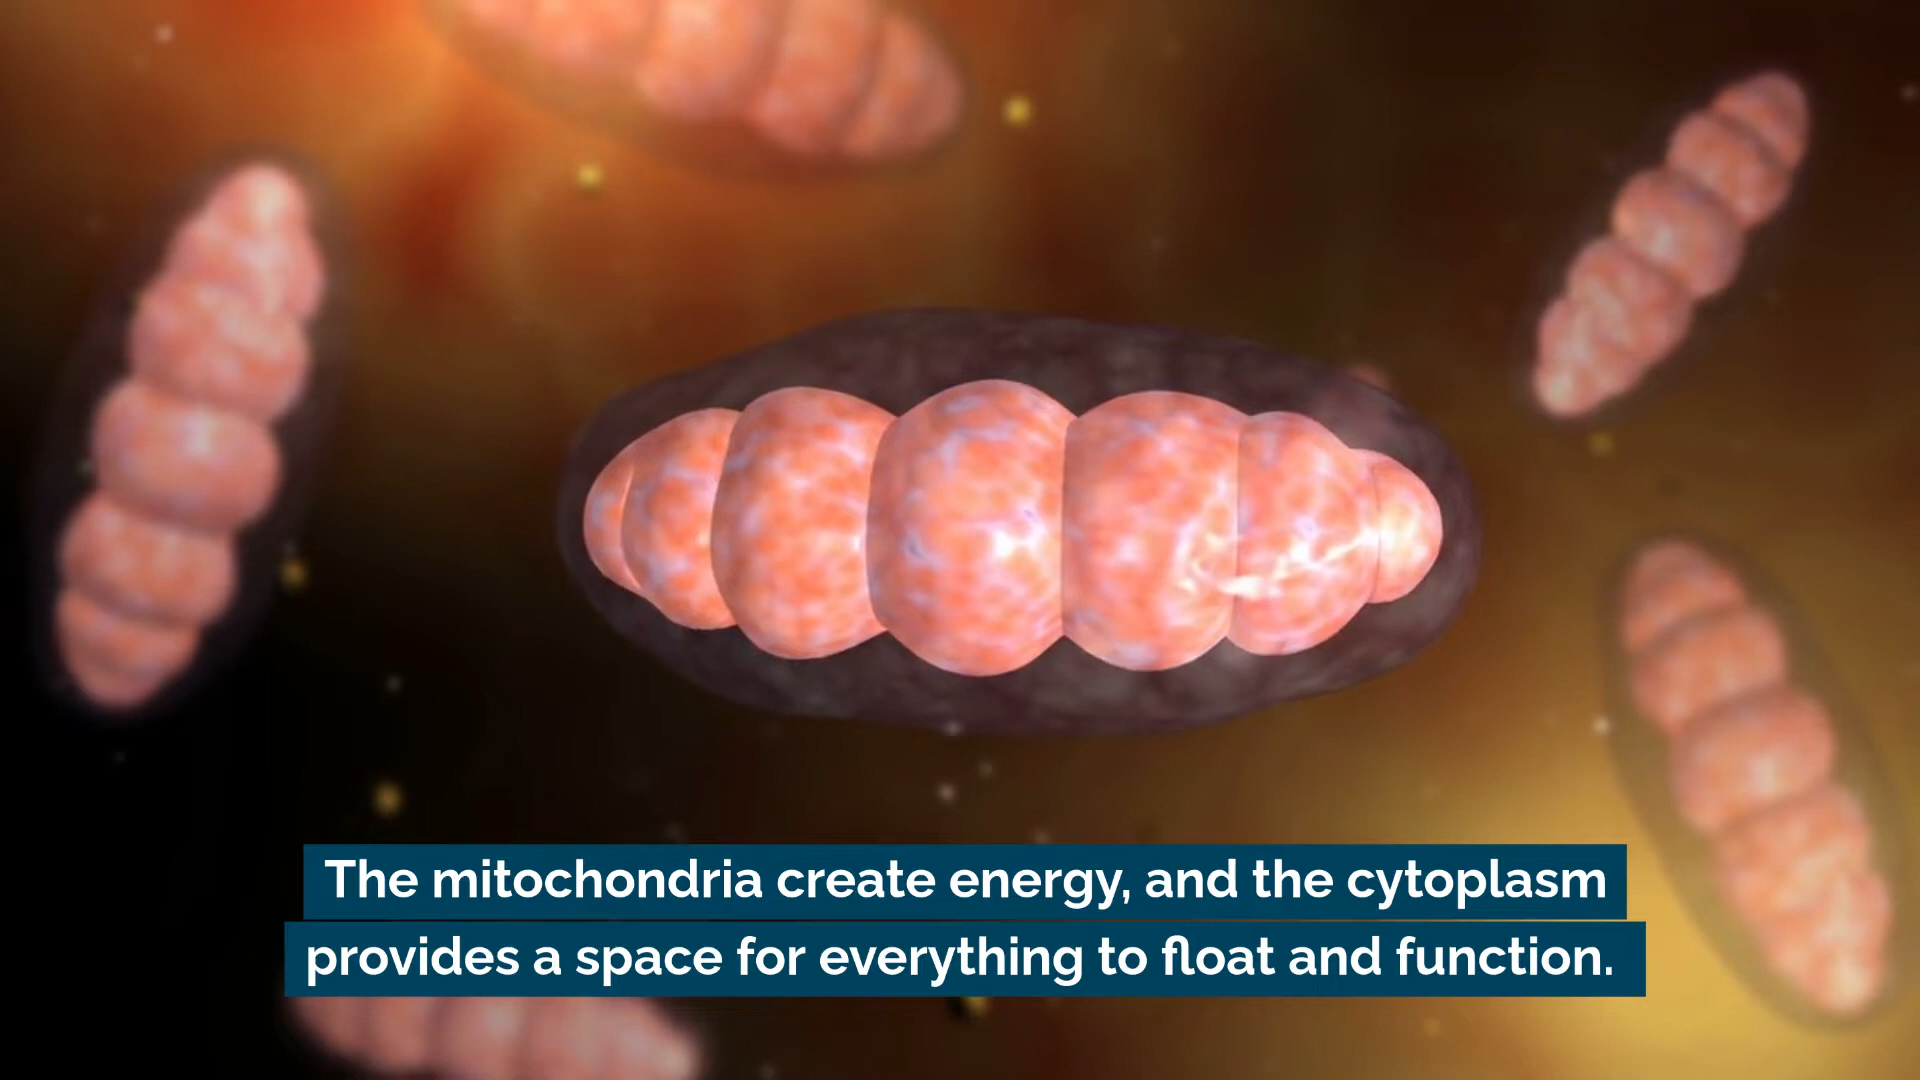 The mitochondria create energy, and the cytoplasm
provides a space for everything to float and function.